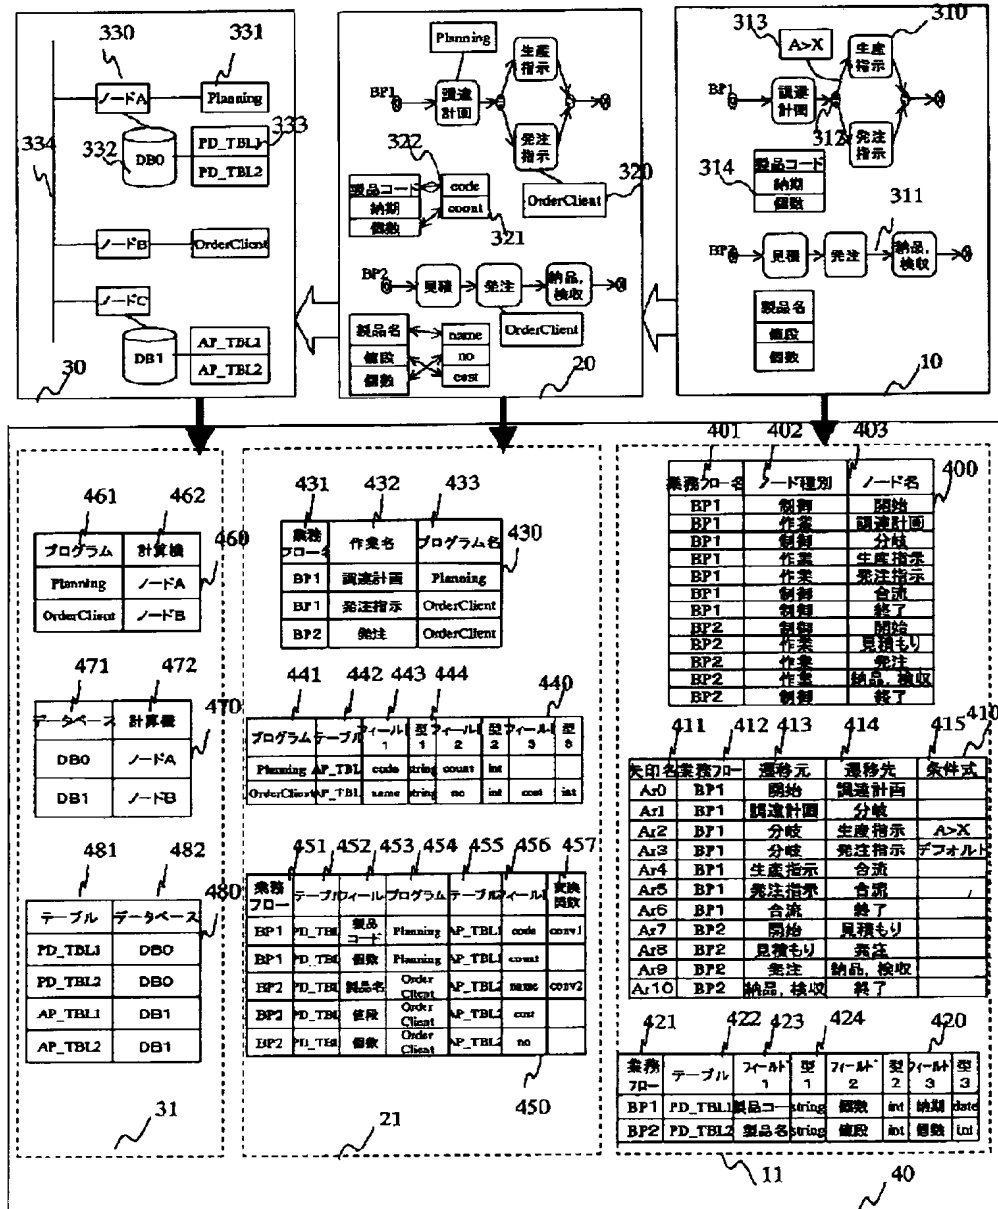 330
331
ノードA
Planning
334
332
DB0
PD_TBL1
333
PD_TBL2
ノードB
OrderClient
ノードC
DB1
AP_TBL1
AP_TBL2
30
Planning
BP1
調達
計画
生産
指示
発注
指示
322
製品コード
納期
個数
code
count
321
320
OrderClient
BP2
見積
発注
納品,
検収
OrderClient
製品名
値段
個数
name
no
cost
20
313
310
A>X
生産
指示
BP1
調達
計画
312
発注
指示
314
製品コード
納期
個数
311
見積
発注
納品,
検収
製品名
値段
個数
10
461 462
プログラム 計算機
460
Planning ノードA
OrderClient ノードB
471 472
データベース 計算機
470
DB0 ノードA
DB1 ノードB
481 482
480
テーブル データベース
PD_TBL1 DB0
PD_TBL2 DB0
AP_TBL1 DB1
AP_TBL2 DB1
31
431 432 433
業務フロー名 作業名 プログラム名
430
BP1 調達計画 Planning
BP1 発注指示 OrderClient
BP2 発注 OrderClient
441 442 443 444 440
プログラム テーブル フィールド1 型1 フィールド2 型2 フィールド3 型3
Planning AP_TBL code string count int
OrderClient AP_TBL name string no int cost int
451 452 453 454 455 456 457
業務フロー テーブル フィール プログラム テーブル フィール 変換関数
BP1 PD_TBL 製品コード Planning AP_TBL1 code conv1
BP1 PD_TBL 個数 Planning AP_TBL1 count
BP2 PD_TBL 製品名 Order Client AP_TBL2 name conv2
BP2 PD_TBL 値段 Order Client AP_TBL2 cost
BP2 PD_TBL 個数 Order Client AP_TBL2 no
450
21
401 402 403
業務フロー名 ノード種別 ノード名
400
BP1 制御 開始
BP1 作業 調達計画
BP1 制御 分岐
BP1 作業 生産指示
BP1 作業 発注指示
BP1 制御 合流
BP1 制御 終了
BP2 制御 開始
BP2 作業 見積もり
BP2 作業 発注
BP2 作業 納品,検収
BP2 制御 終了
410
411 412 413 414 415
矢印名 業務フロー 遷移元 遷移先 条件式
Ar0 BP1 開始 調達計画
Ar1 BP1 調達計画 分岐
Ar2 BP1 分岐 生産指示 A>X
Ar3 BP1 分岐 発注指示 デフォルト
Ar4 BP1 生産指示 合流
Ar5 BP1 発注指示 合流
Ar6 BP1 合流 終了
Ar7 BP2 開始 見積もり
Ar8 BP2 見積もり 発注
Ar9 BP2 発注 納品,検収
Ar10 BP2 納品,検収 終了
421 422 423 424 420
業務フロー テーブル フィールド1 型1 フィールド2 型2 フィールド3 型3
BP1 PD_TBL1 製品コー string 個数 int 納期 date
BP2 PD_TBL2 製品名 string 値段 int 個数 int
11
40